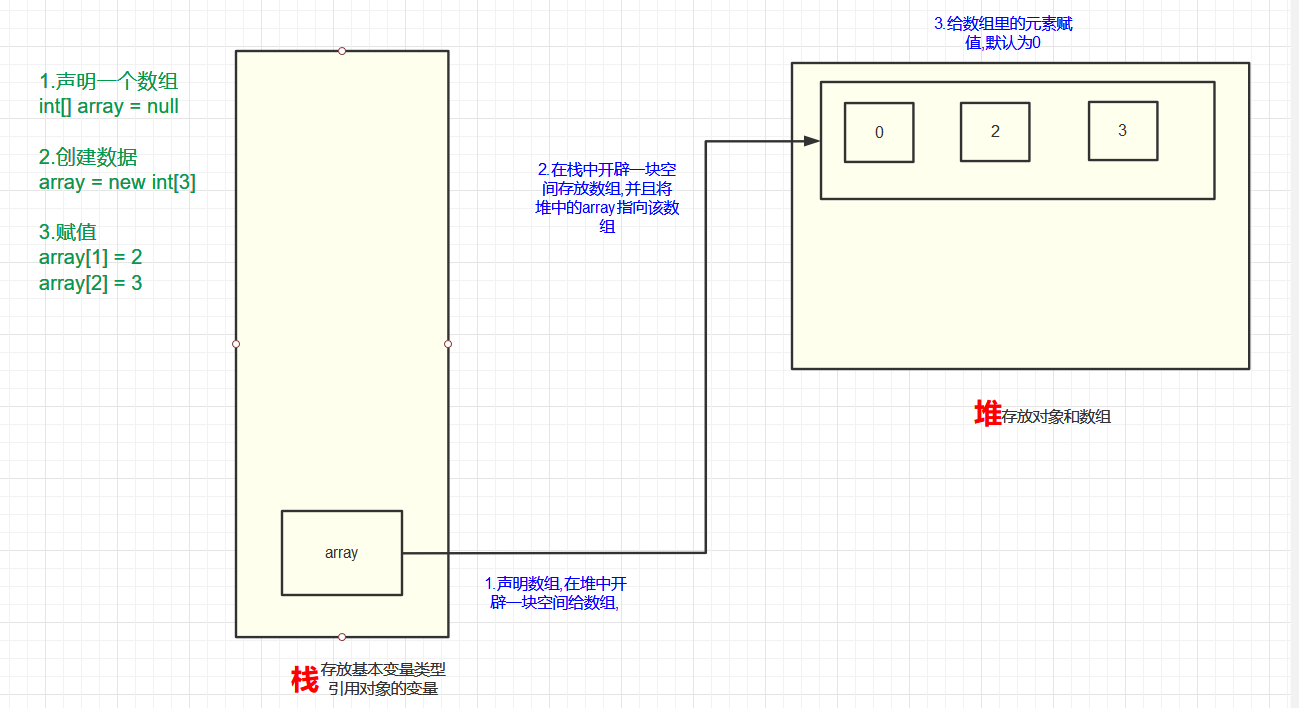 1.声明一个数组
int[] array = null
2.创建数据
array = new int[3]
3.赋值
array[1] = 2
array[2] = 3
array
栈
存放基本变量类型
引用对象的变量
1.声明数组,在堆中开
辟一块空间给数组,
2.在栈中开辟一块空
间存放数组,并且将
堆中的array指向该数
组
3.给数组里的元素赋
值,默认为0
0
2
3
堆存放对象和数组